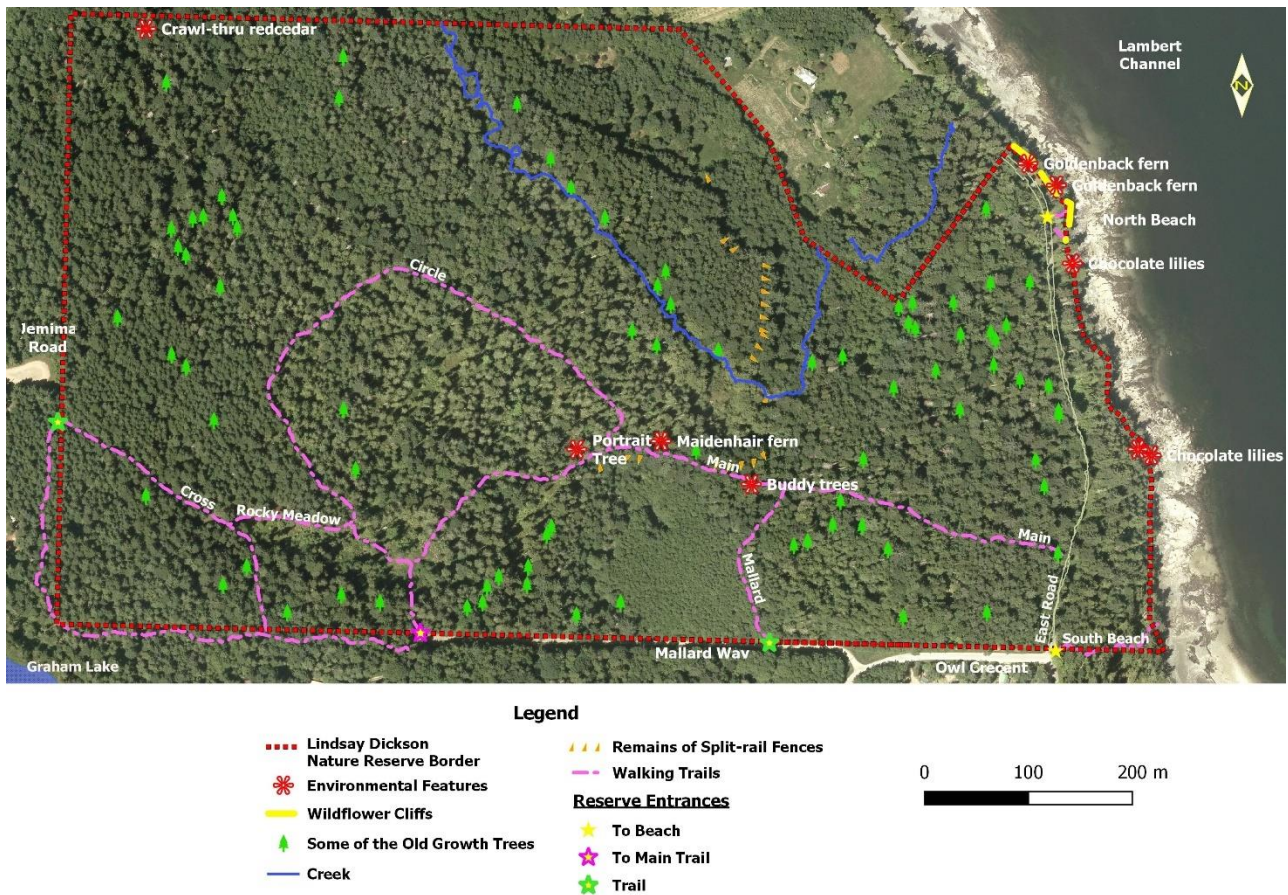 Crawl-thru redcedar
Lambert
Channel
N
Goldenback fern
Goldenback fern
North Beach
Chocolate lilies
Circle
Jemima
Road
Portrait
Tree
Maidenhair fern
Main
Buddy trees
Chocolate lilies
Cross
Rocky Meadow
Main
Mallard
East Road
South Beach
Mallard Way
Owl Crecent
Graham Lake
Legend
Lindsay Dickson
Nature Reserve Border
Environmental Features
Wildflower Cliffs
Some of the Old Growth Trees
Creek
Remains of Split-rail Fences
Walking Trails
Reserve Entrances
To Beach
To Main Trail
Trail
0 100 200 m